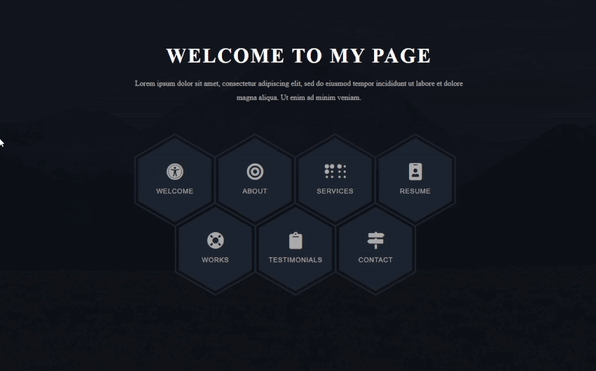 WELCOME TO MY PAGE
Lorem ipsum dolor sit amet, consectetur adipiscing elit, sed do eiusmod tempor incididunt ut labore et dolore
magna aliqua. Ut enim ad minim veniam.
WELCOME
ABOUT
SERVICES
RESUME
WORKS
TESTIMONIALS
CONTACT